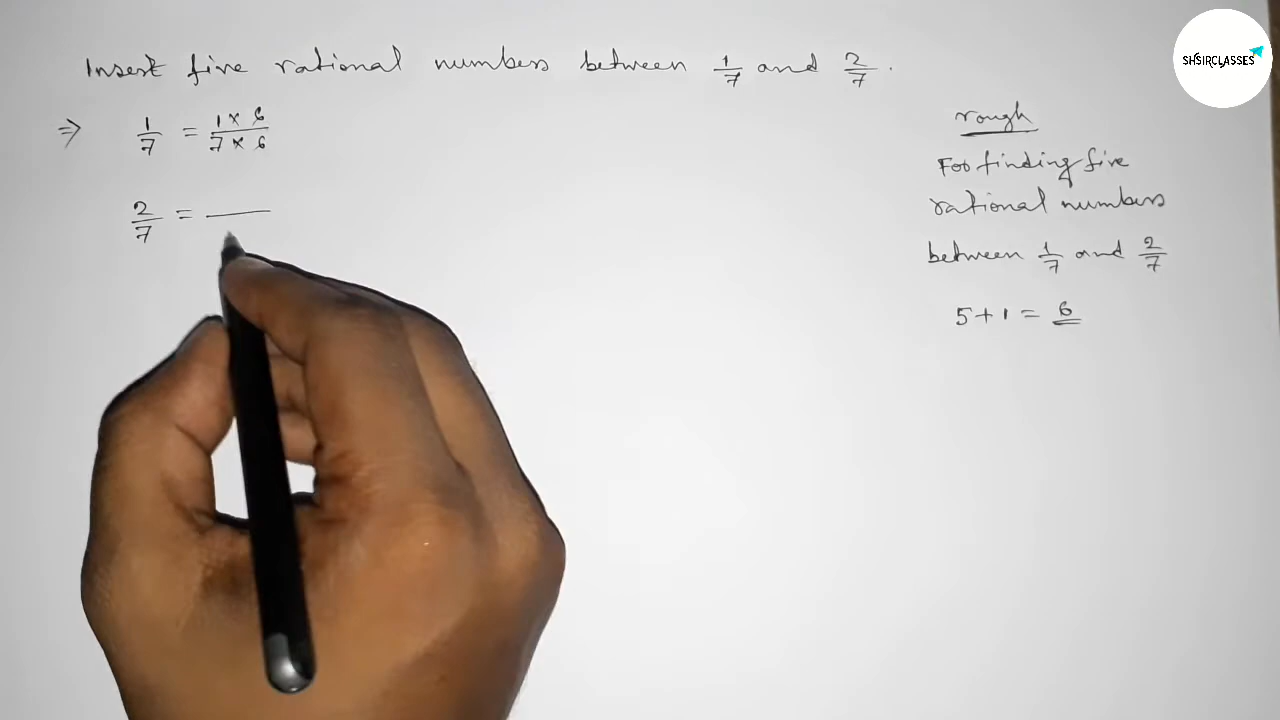 Insert five rational numbers between 1/7 and 2/7.
⇒ 1/7 = 1 × 6 / 7 × 6
2/7 =
rough
For finding five
rational numbers
between 1/7 and 2/7
5+1 = 6
SHSIRCLASSES